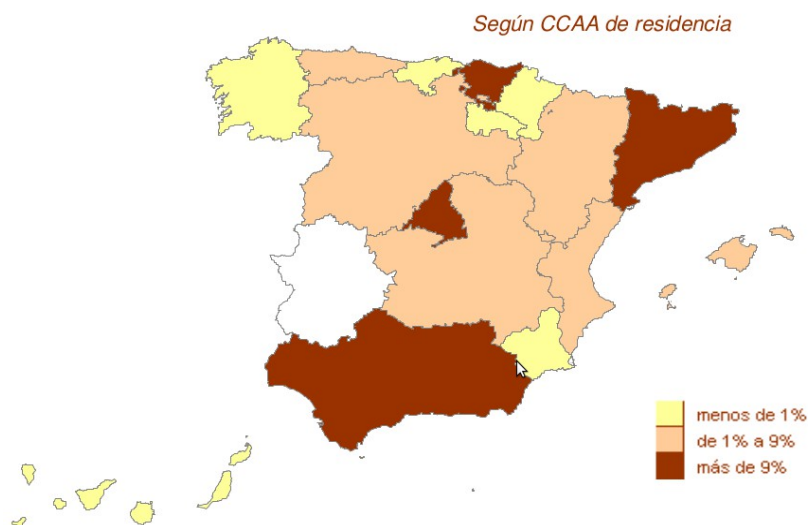 Según CCAA de residencia
menos de 1%
de 1% a 9%
más de 9%